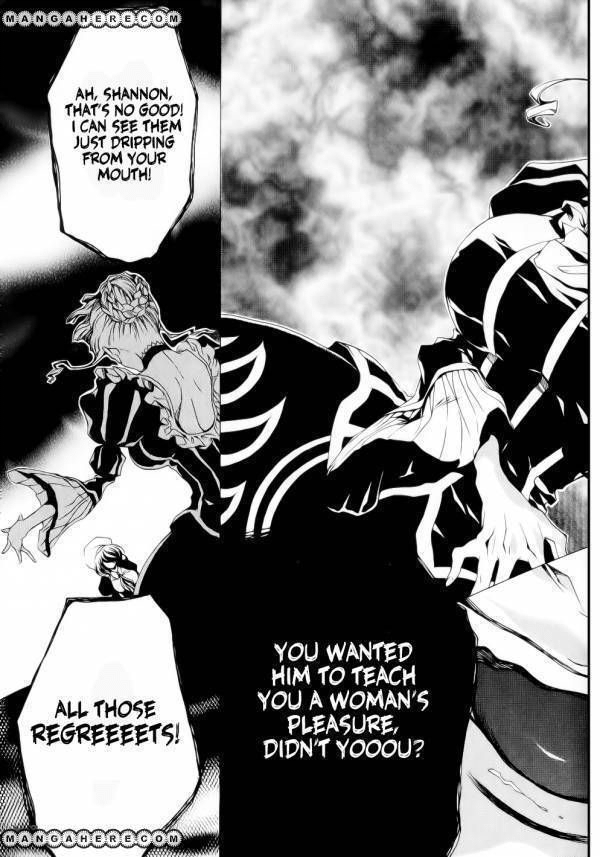 MANGAHERE.COM
AH, SHANNON,
THAT'S NO GOOD!
I CAN SEE THEM
JUST DRIPPING
FROM YOUR
MOUTH!
YOU WANTED
HIM TO TEACH
YOU A WOMAN'S
PLEASURE,
DIDN'T YOOOU?
ALL THOSE
REGREEEETS!
MANGAHERE.COM